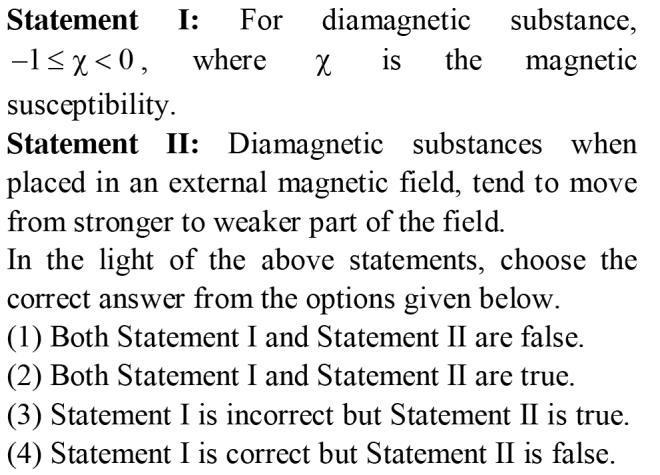 Statement I: For diamagnetic substance,
−1 ≤ χ < 0, where χ is the magnetic
susceptibility.
Statement II: Diamagnetic substances when
placed in an external magnetic field, tend to move
from stronger to weaker part of the field.
In the light of the above statements, choose the
correct answer from the options given below.
(1) Both Statement I and Statement II are false.
(2) Both Statement I and Statement II are true.
(3) Statement I is incorrect but Statement II is true.
(4) Statement I is correct but Statement II is false.